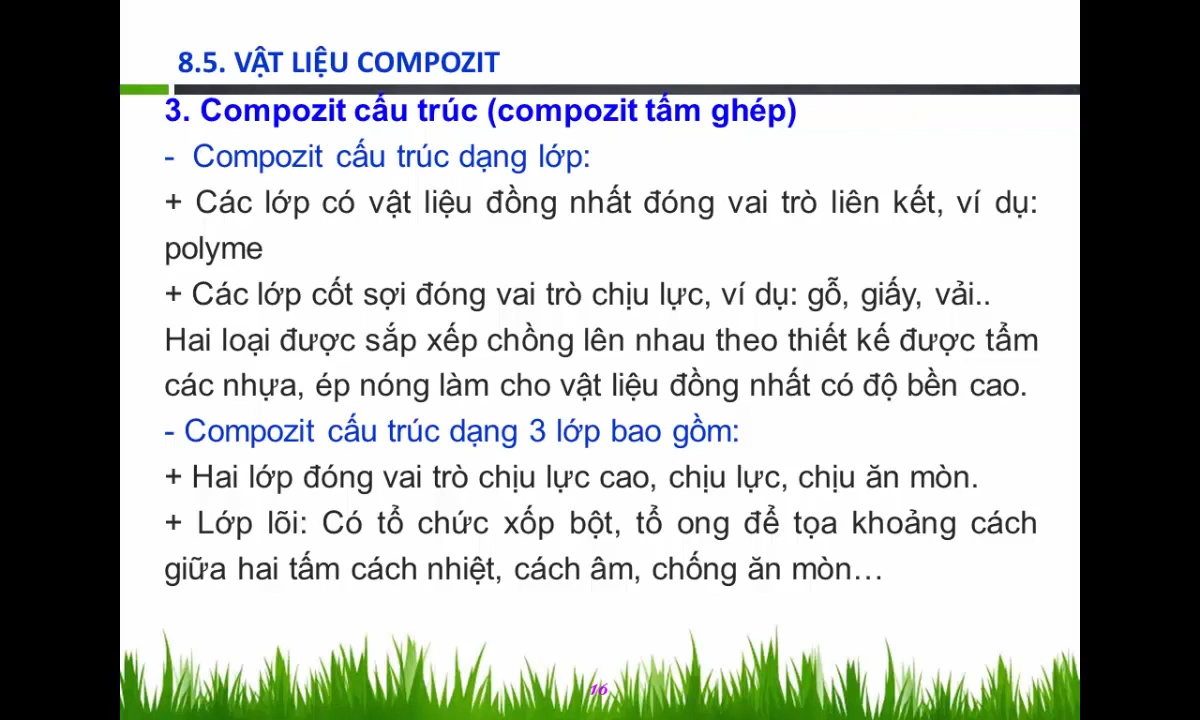 8.5. VẬT LIỆU COMPOZIT
3. Compozit cấu trúc (compozit tấm ghép)
- Compozit cấu trúc dạng lớp:
+ Các lớp có vật liệu đồng nhất đóng vai trò liên kết, ví dụ:
polyme
+ Các lớp cốt sợi đóng vai trò chịu lực, ví dụ: gỗ, giấy, vải..
Hai loại được sắp xếp chồng lên nhau theo thiết kế được tẩm
các nhựa, ép nóng làm cho vật liệu đồng nhất có độ bền cao.
- Compozit cấu trúc dạng 3 lớp bao gồm:
+ Hai lớp đóng vai trò chịu lực cao, chịu lực, chịu ăn mòn.
+ Lớp lõi: Có tổ chức xốp bột, tổ ong để tọa khoảng cách
giữa hai tấm cách nhiệt, cách âm, chống ăn mòn…
16